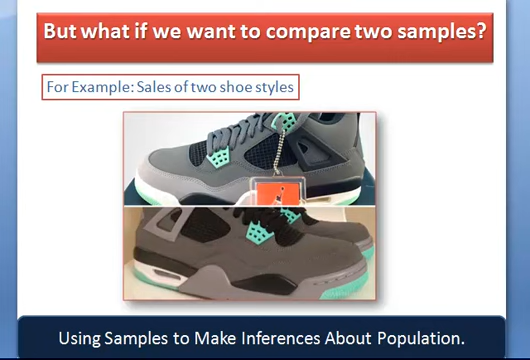 But what if we want to compare two samples?
For Example: Sales of two shoe styles
Using Samples to Make Inferences About Population.